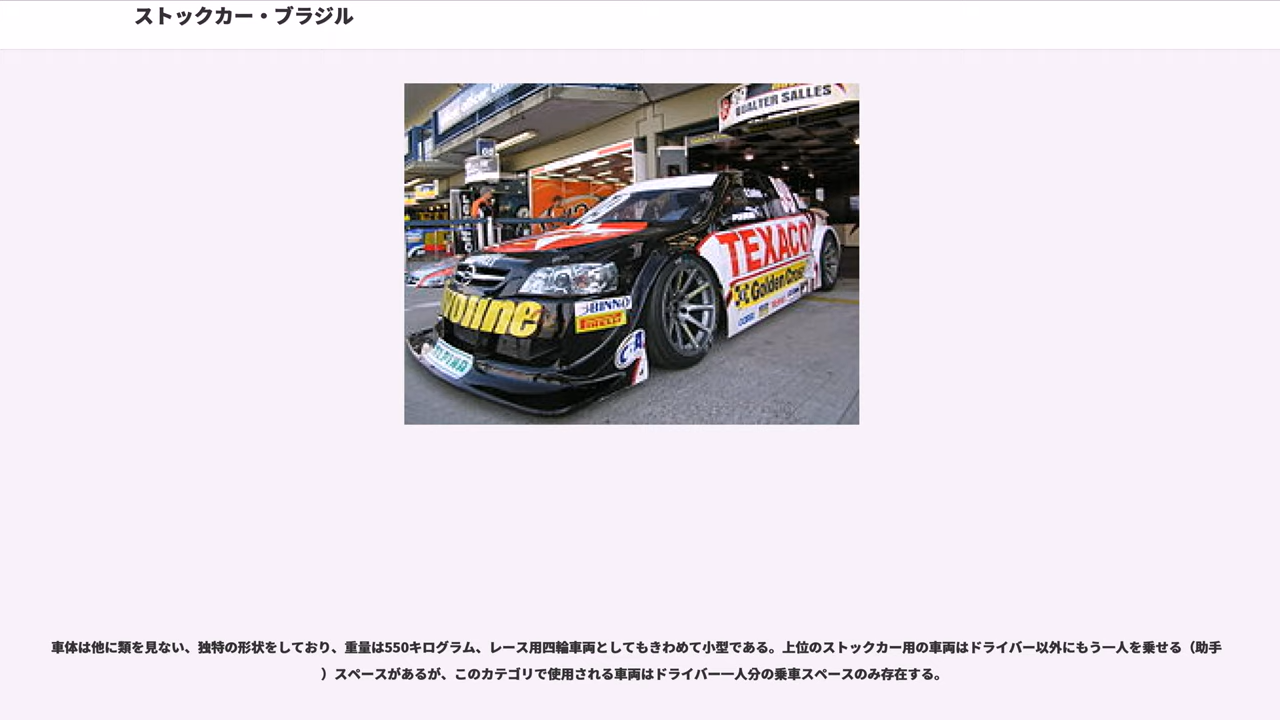 ストックカー・ブラジル
GUALTER SALLES
TEXACO
Golden Cross
vonne
BINNO
PIRELLI
車体は他に類を見ない、独特の形状をしており、重量は550キログラム、レース用四輪車両としてもきわめて小型である。上位のストックカー用の車両はドライバー以外にもう一人を乗せる（助手
）スペースがあるが、このカテゴリで使用される車両はドライバー一人分の乗車スペースのみ存在する。